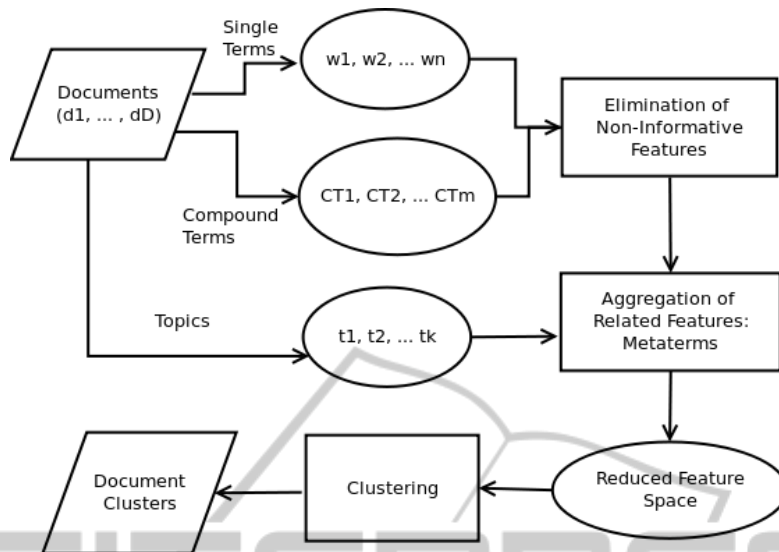 Single
Terms
Documents
(d1, ... , dD)
w1, w2, ... wn
Elimination of
Non-Informative
Features
Compound
Terms
CT1, CT2, ... CTm
Topics
t1, t2, ... tk
Aggregation of
Related Features:
Metaterms
Document
Clusters
Clustering
Reduced Feature
Space